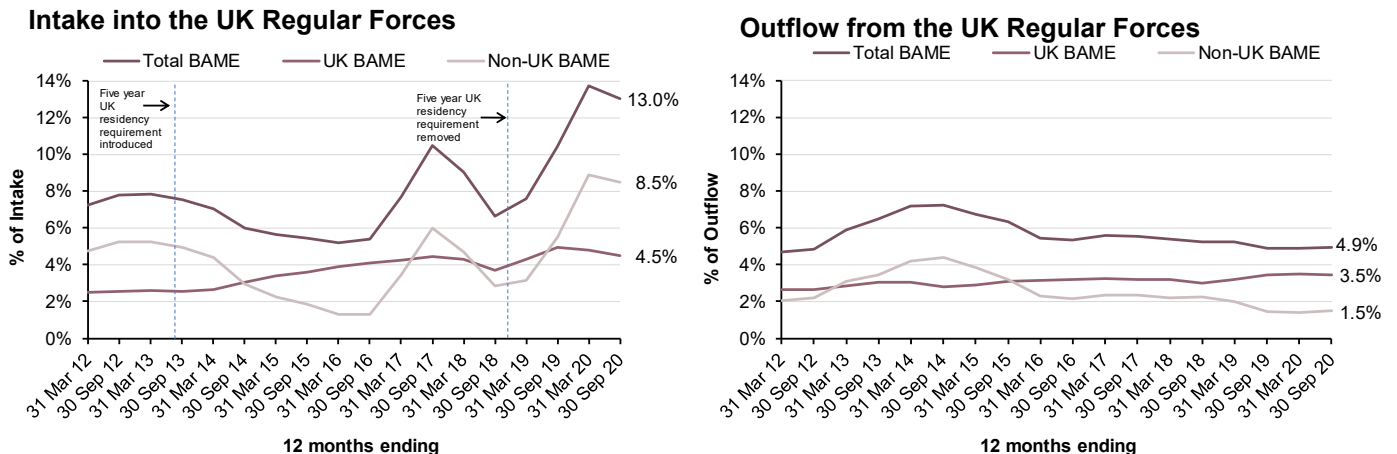 Intake into the UK Regular Forces
Total BAME UK BAME Non-UK BAME
% of Intake
14%
12%
10%
8%
6%
4%
2%
0%
Five year
UK
residency
requirement
introduced
Five year UK
residency
requirement
removed
13.0%
8.5%
4.5%
31 Mar 12
30 Sep 12
31 Mar 13
30 Sep 13
31 Mar 14
30 Sep 14
31 Mar 15
30 Sep 15
31 Mar 16
30 Sep 16
31 Mar 17
30 Sep 17
31 Mar 18
30 Sep 18
31 Mar 19
30 Sep 19
31 Mar 20
30 Sep 20
12 months ending
Outflow from the UK Regular Forces
Total BAME UK BAME Non-UK BAME
% of Outflow
14%
12%
10%
8%
6%
4%
2%
0%
4.9%
3.5%
1.5%
31 Mar 12
30 Sep 12
31 Mar 13
30 Sep 13
31 Mar 14
30 Sep 14
31 Mar 15
30 Sep 15
31 Mar 16
30 Sep 16
31 Mar 17
30 Sep 17
31 Mar 18
30 Sep 18
31 Mar 19
30 Sep 19
31 Mar 20
30 Sep 20
12 months ending